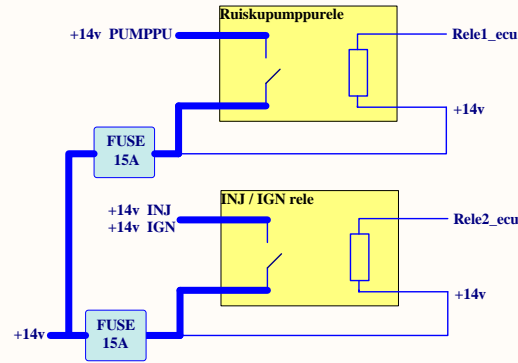 Ruiskupumppurele
+14v PUMPPU
Rele1_ecu
+14v
FUSE
15A
INJ / IGN rele
+14v INJ
+14v IGN
Rele2_ecu
+14v
+14v
FUSE
15A